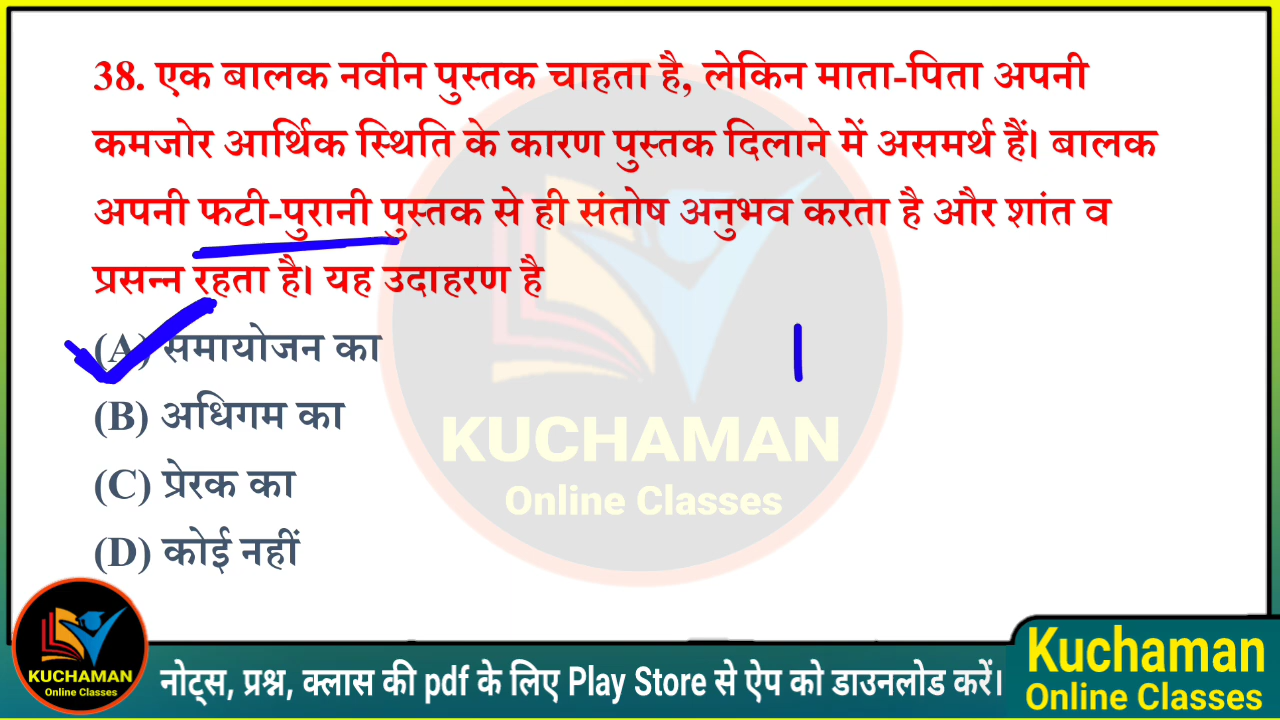 38. एक बालक नवीन पुस्तक चाहता है, लेकिन माता-पिता अपनी
कमजोर आर्थिक स्थिति के कारण पुस्तक दिलाने में असमर्थ हैं। बालक
अपनी फटी-पुरानी पुस्तक से ही संतोष अनुभव करता है और शांत व
प्रसन्न रहता है। यह उदाहरण है
(A) समायोजन का
(B) अधिगम का
(C) प्रेरक का
(D) कोई नहीं
KUCHAMAN
Online Classes
KUCHAMAN
Online Classes
नोट्स, प्रश्न, क्लास की pdf के लिए Play Store से ऐप को डाउनलोड करें।
Kuchaman
Online Classes